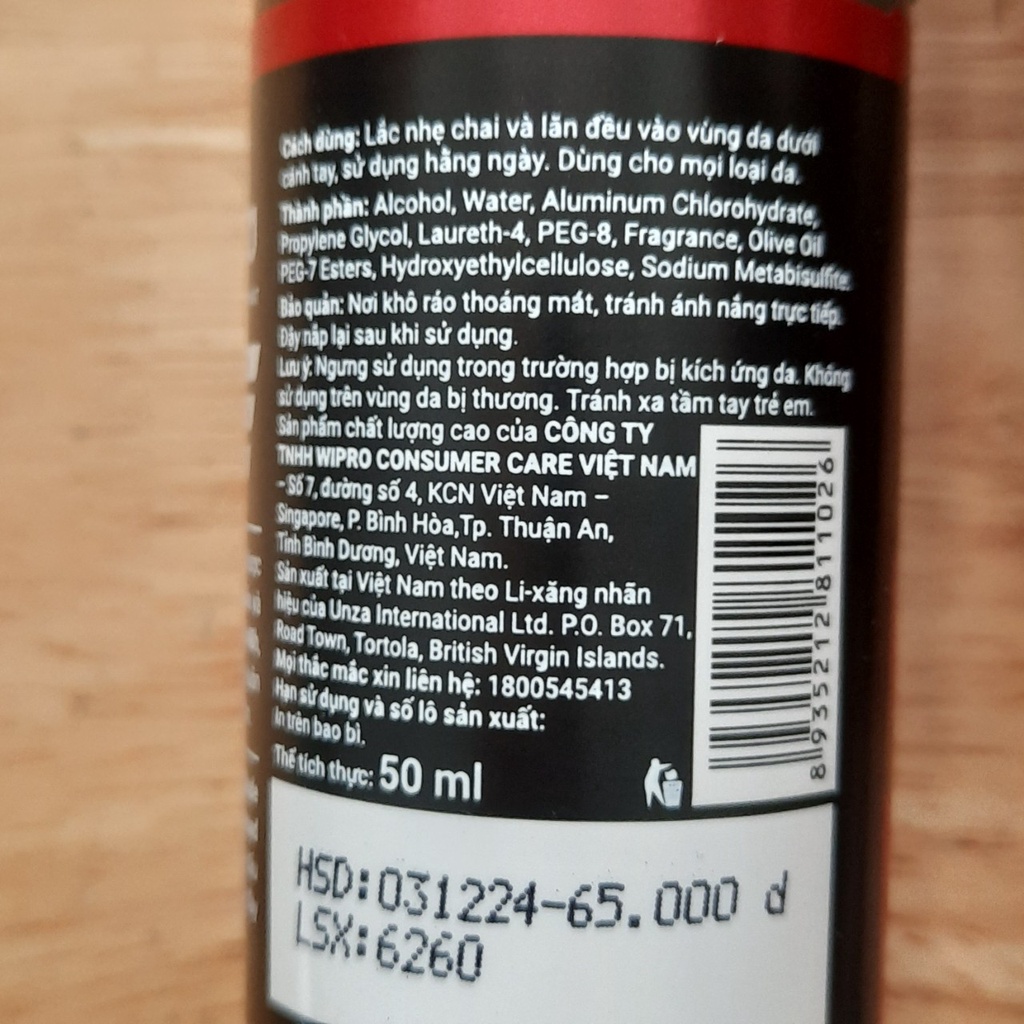 Cách dùng: Lắc nhẹ chai và lăn đều vào vùng da dưới
cánh tay, sử dụng hằng ngày. Dùng cho mọi loại da.
Thành phần: Alcohol, Water, Aluminum Chlorohydrate,
Propylene Glycol, Laureth-4, PEG-8, Fragrance, Olive Oil
PEG-7 Esters, Hydroxyethylcellulose, Sodium Metabisulfite.
Bảo quản: Nơi khô ráo thoáng mát, tránh ánh nắng trực tiếp.
Đậy nắp lại sau khi sử dụng.
Lưu ý: Ngưng sử dụng trong trường hợp bị kích ứng da. Không
sử dụng trên vùng da bị thương. Tránh xa tầm tay trẻ em.
Sản phẩm chất lượng cao của CÔNG TY
TNHH WIPRO CONSUMER CARE VIỆT NAM
- Số 7, đường số 4, KCN Việt Nam –
Singapore, P. Bình Hòa,Tp. Thuận An,
Tỉnh Bình Dương, Việt Nam.
Sản xuất tại Việt Nam theo Li-xăng nhãn
hiệu của Unza International Ltd. P.O. Box 71,
Road Town, Tortola, British Virgin Islands.
Mọi thắc mắc xin liên hệ: 1800545413
Hạn sử dụng và số lô sản xuất:
In trên bao bì.
Thể tích thực: 50 ml
8 935212 811026
HSD:031224-65.000 đ
LSX:6260